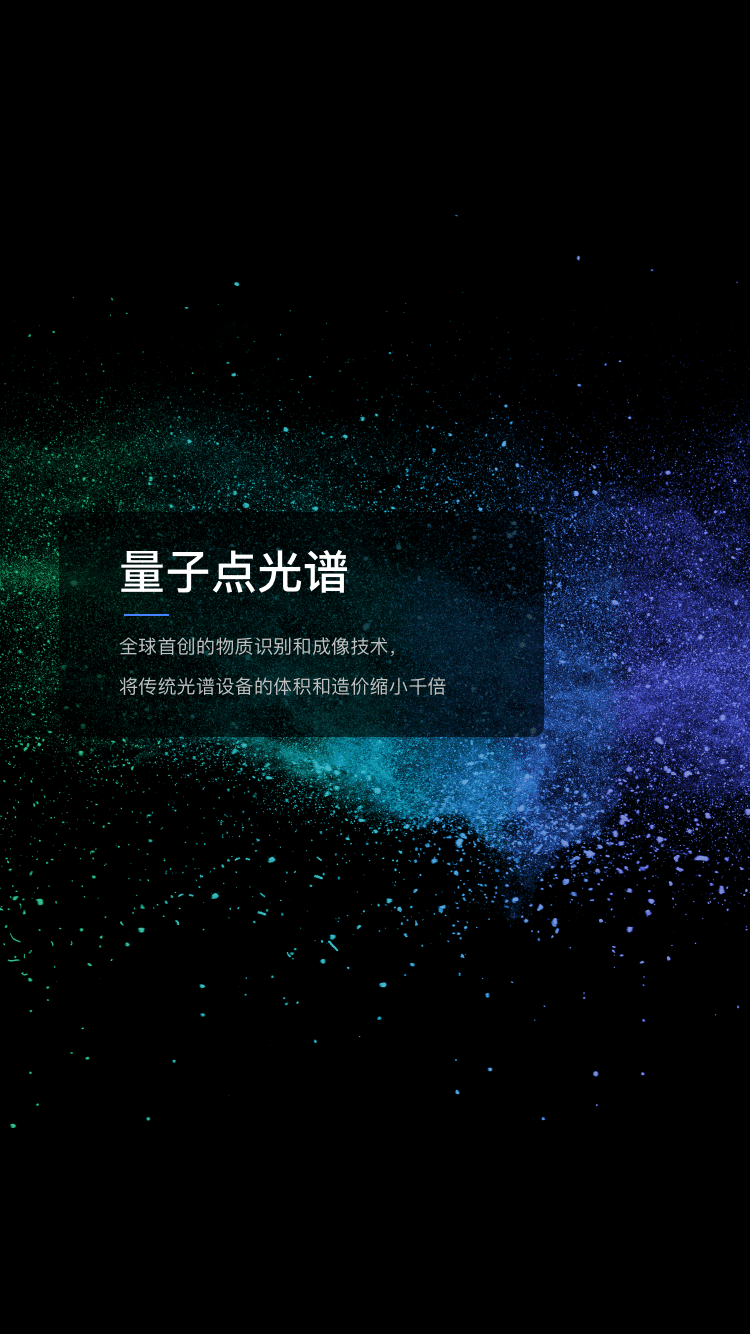 量子点光谱
全球首创的物质识别和成像技术，
将传统光谱设备的体积和造价缩小千倍